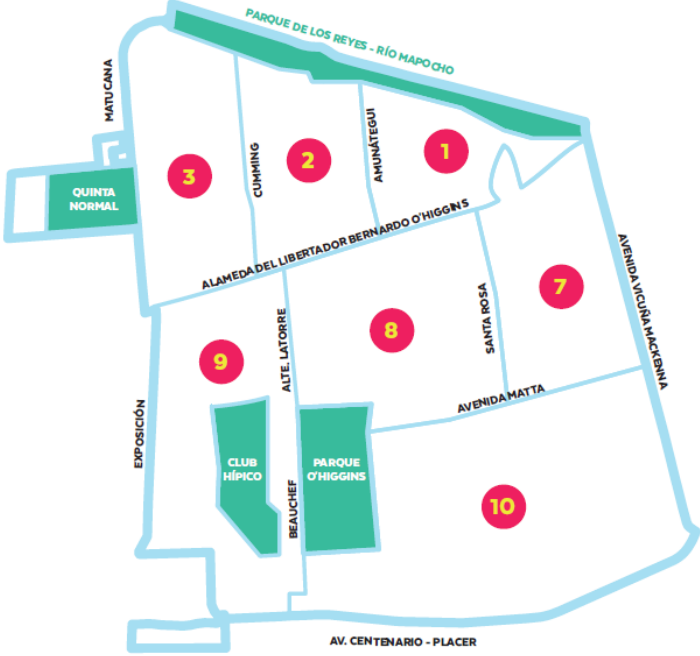 PARQUE DE LOS REYES - RÍO MAPOCHO
MATUCANA
CUMMING
AMUNÁTEGUI
3
2
1
QUINTA
NORMAL
ALAMEDA DEL LIBERTADOR BERNARDO O'HIGGINS
AVENIDA VICUÑA MACKENNA
7
8
SANTA ROSA
ALTE. LATORRE
9
AVENIDA MATTA
EXPOSICIÓN
CLUB
HÍPICO
BEAUCHEF
PARQUE
O'HIGGINS
10
AV. CENTENARIO - PLACER